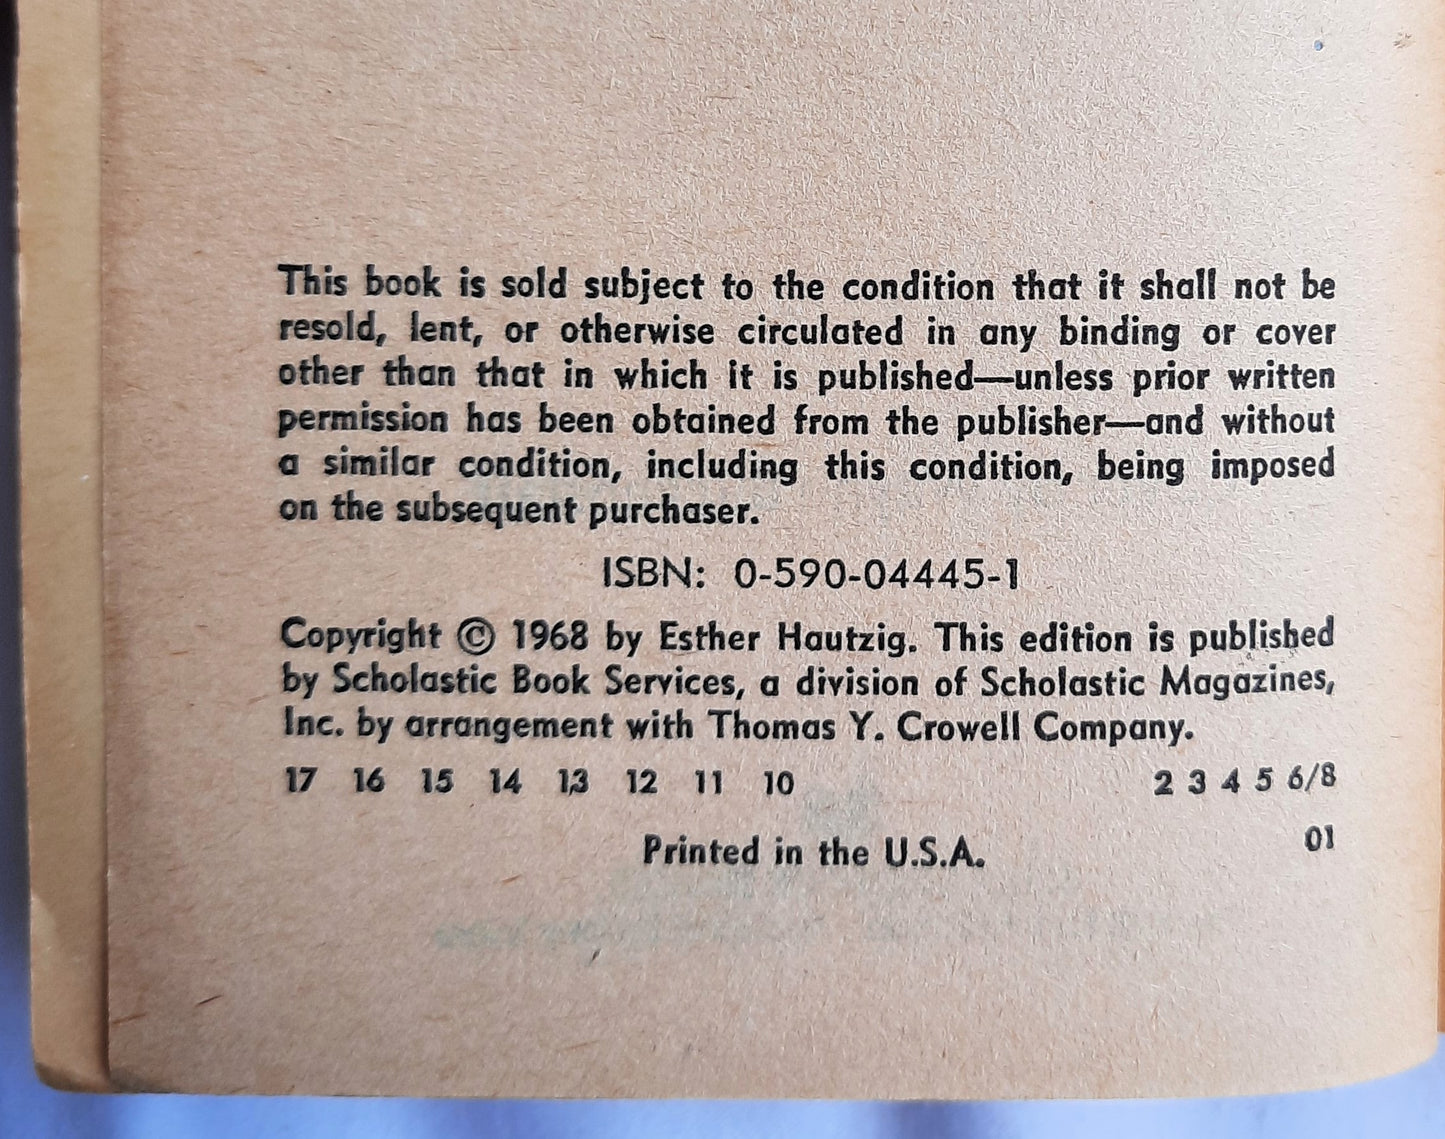 This book is sold subject to the condition that it shall not be
resold, lent, or otherwise circulated in any binding or cover
other than that in which it is published—unless prior written
permission has been obtained from the publisher—and without
a similar condition, including this condition, being imposed
on the subsequent purchaser.
ISBN: 0-590-04445-1
Copyright © 1968 by Esther Hautzig. This edition is published
by Scholastic Book Services, a division of Scholastic Magazines,
Inc. by arrangement with Thomas Y. Crowell Company.
17 16 15 14 13 12 11 10 2 3 4 5 6/8
Printed in the U.S.A. 01